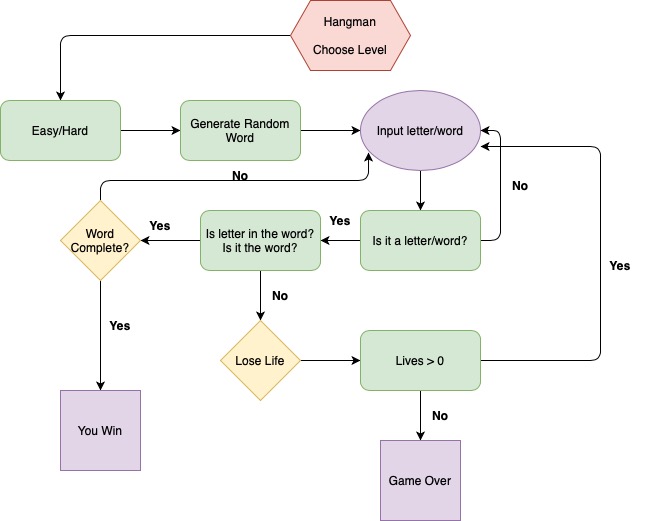 Hangman
Choose Level
Easy/Hard
Generate Random
Word
Input letter/word
No
No
Word
Complete?
Yes
Is letter in the word?
Is it the word?
Yes
Is it a letter/word?
Yes
No
Yes
Lose Life
Lives > 0
You Win
No
Game Over